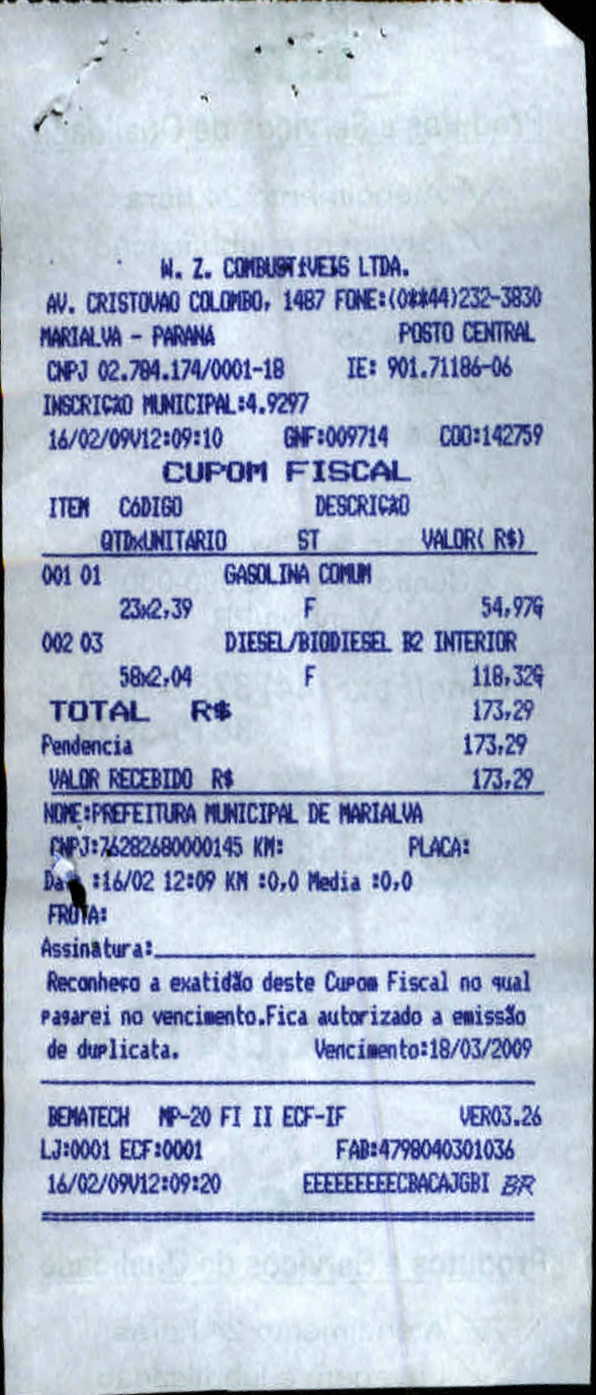 W. Z. COMBUSTÍVEIS LTDA.
AV. CRISTOVAO COLOMBO, 1487 FONE:(0**44)232-3830
MARIALVA - PARANÁ POSTO CENTRAL
CNPJ 02.784.174/0001-18 IE: 901.71186-06
INSCRIÇÃO MUNICIPAL:4.9297
16/02/09V12:09:10 GNF:009714 COO:142759
CUPOM FISCAL
ITEM CÓDIGO DESCRIÇÃO
QTDxUNITARIO ST VALOR( R$)
001 01 GASOLINA COMUM
23x2,39 F 54,97G
002 03 DIESEL/BIODIESEL B2 INTERIOR
58x2,04 F 118,32G
TOTAL R$ 173,29
Pendencia 173,29
VALOR RECEBIDO R$ 173,29
NOME:PREFEITURA MUNICIPAL DE MARIALVA
CNPJ:76282680000145 KM: PLACA:
:16/02 12:09 KM :0,0 Media :0,0
FROTA:
Assinatura:
Reconheço a exatidão deste Cupom Fiscal no qual
pagarei no vencimento.Fica autorizado a emissão
de duplicata. Vencimento:18/03/2009
BEMATECH MP-20 FI II ECF-IF VER03.26
LJ:0001 ECF:0001 FAB:4798040301036
16/02/09V12:09:20 EEEEEEEEEECBACAJGBI BR